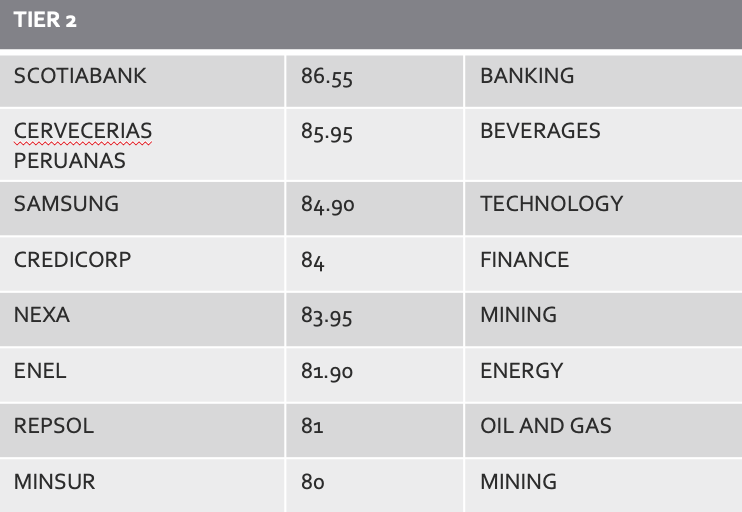 TIER 2
SCOTIABANK 86.55 BANKING
CERVECERIAS 85.95 BEVERAGES
PERUANAS
SAMSUNG 84.90 TECHNOLOGY
CREDICORP 84 FINANCE
NEXA 83.95 MINING
ENEL 81.90 ENERGY
REPSOL 81 OIL AND GAS
MINSUR 80 MINING